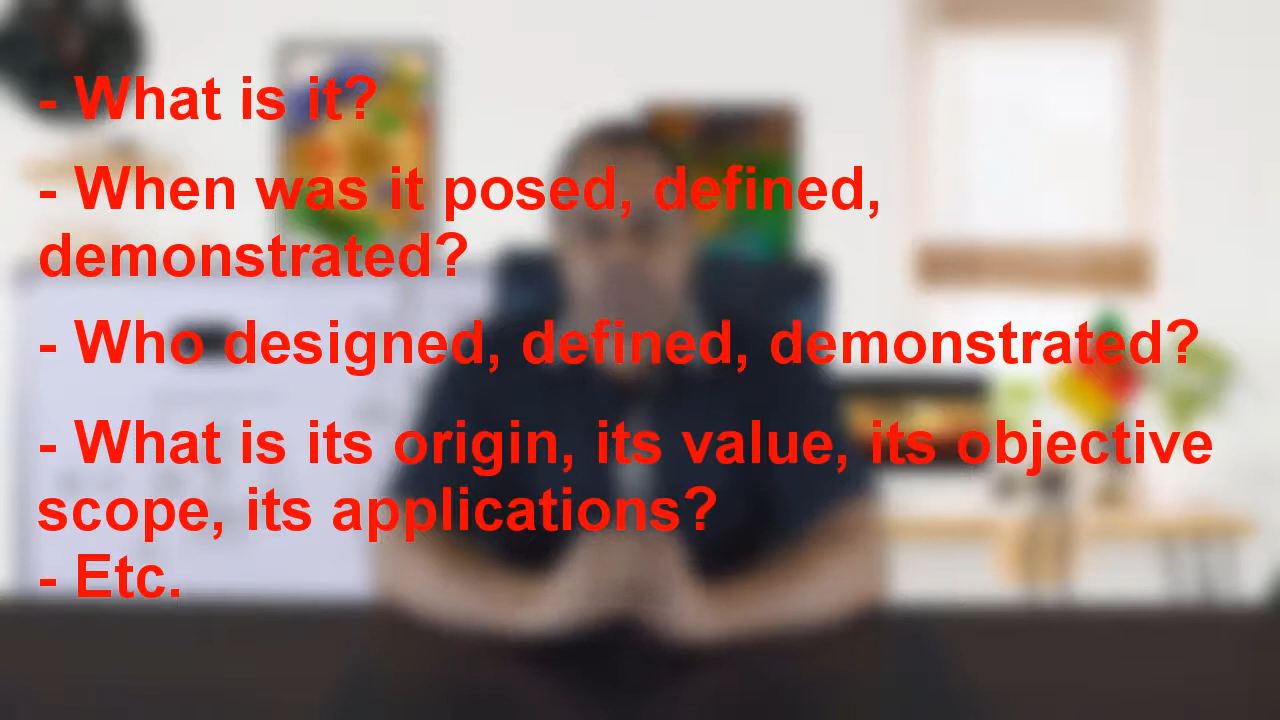 - What is it?
- When was it posed, defined,
demonstrated?
- Who designed, defined, demonstrated?
- What is its origin, its value, its objective
scope, its applications?
- Etc.